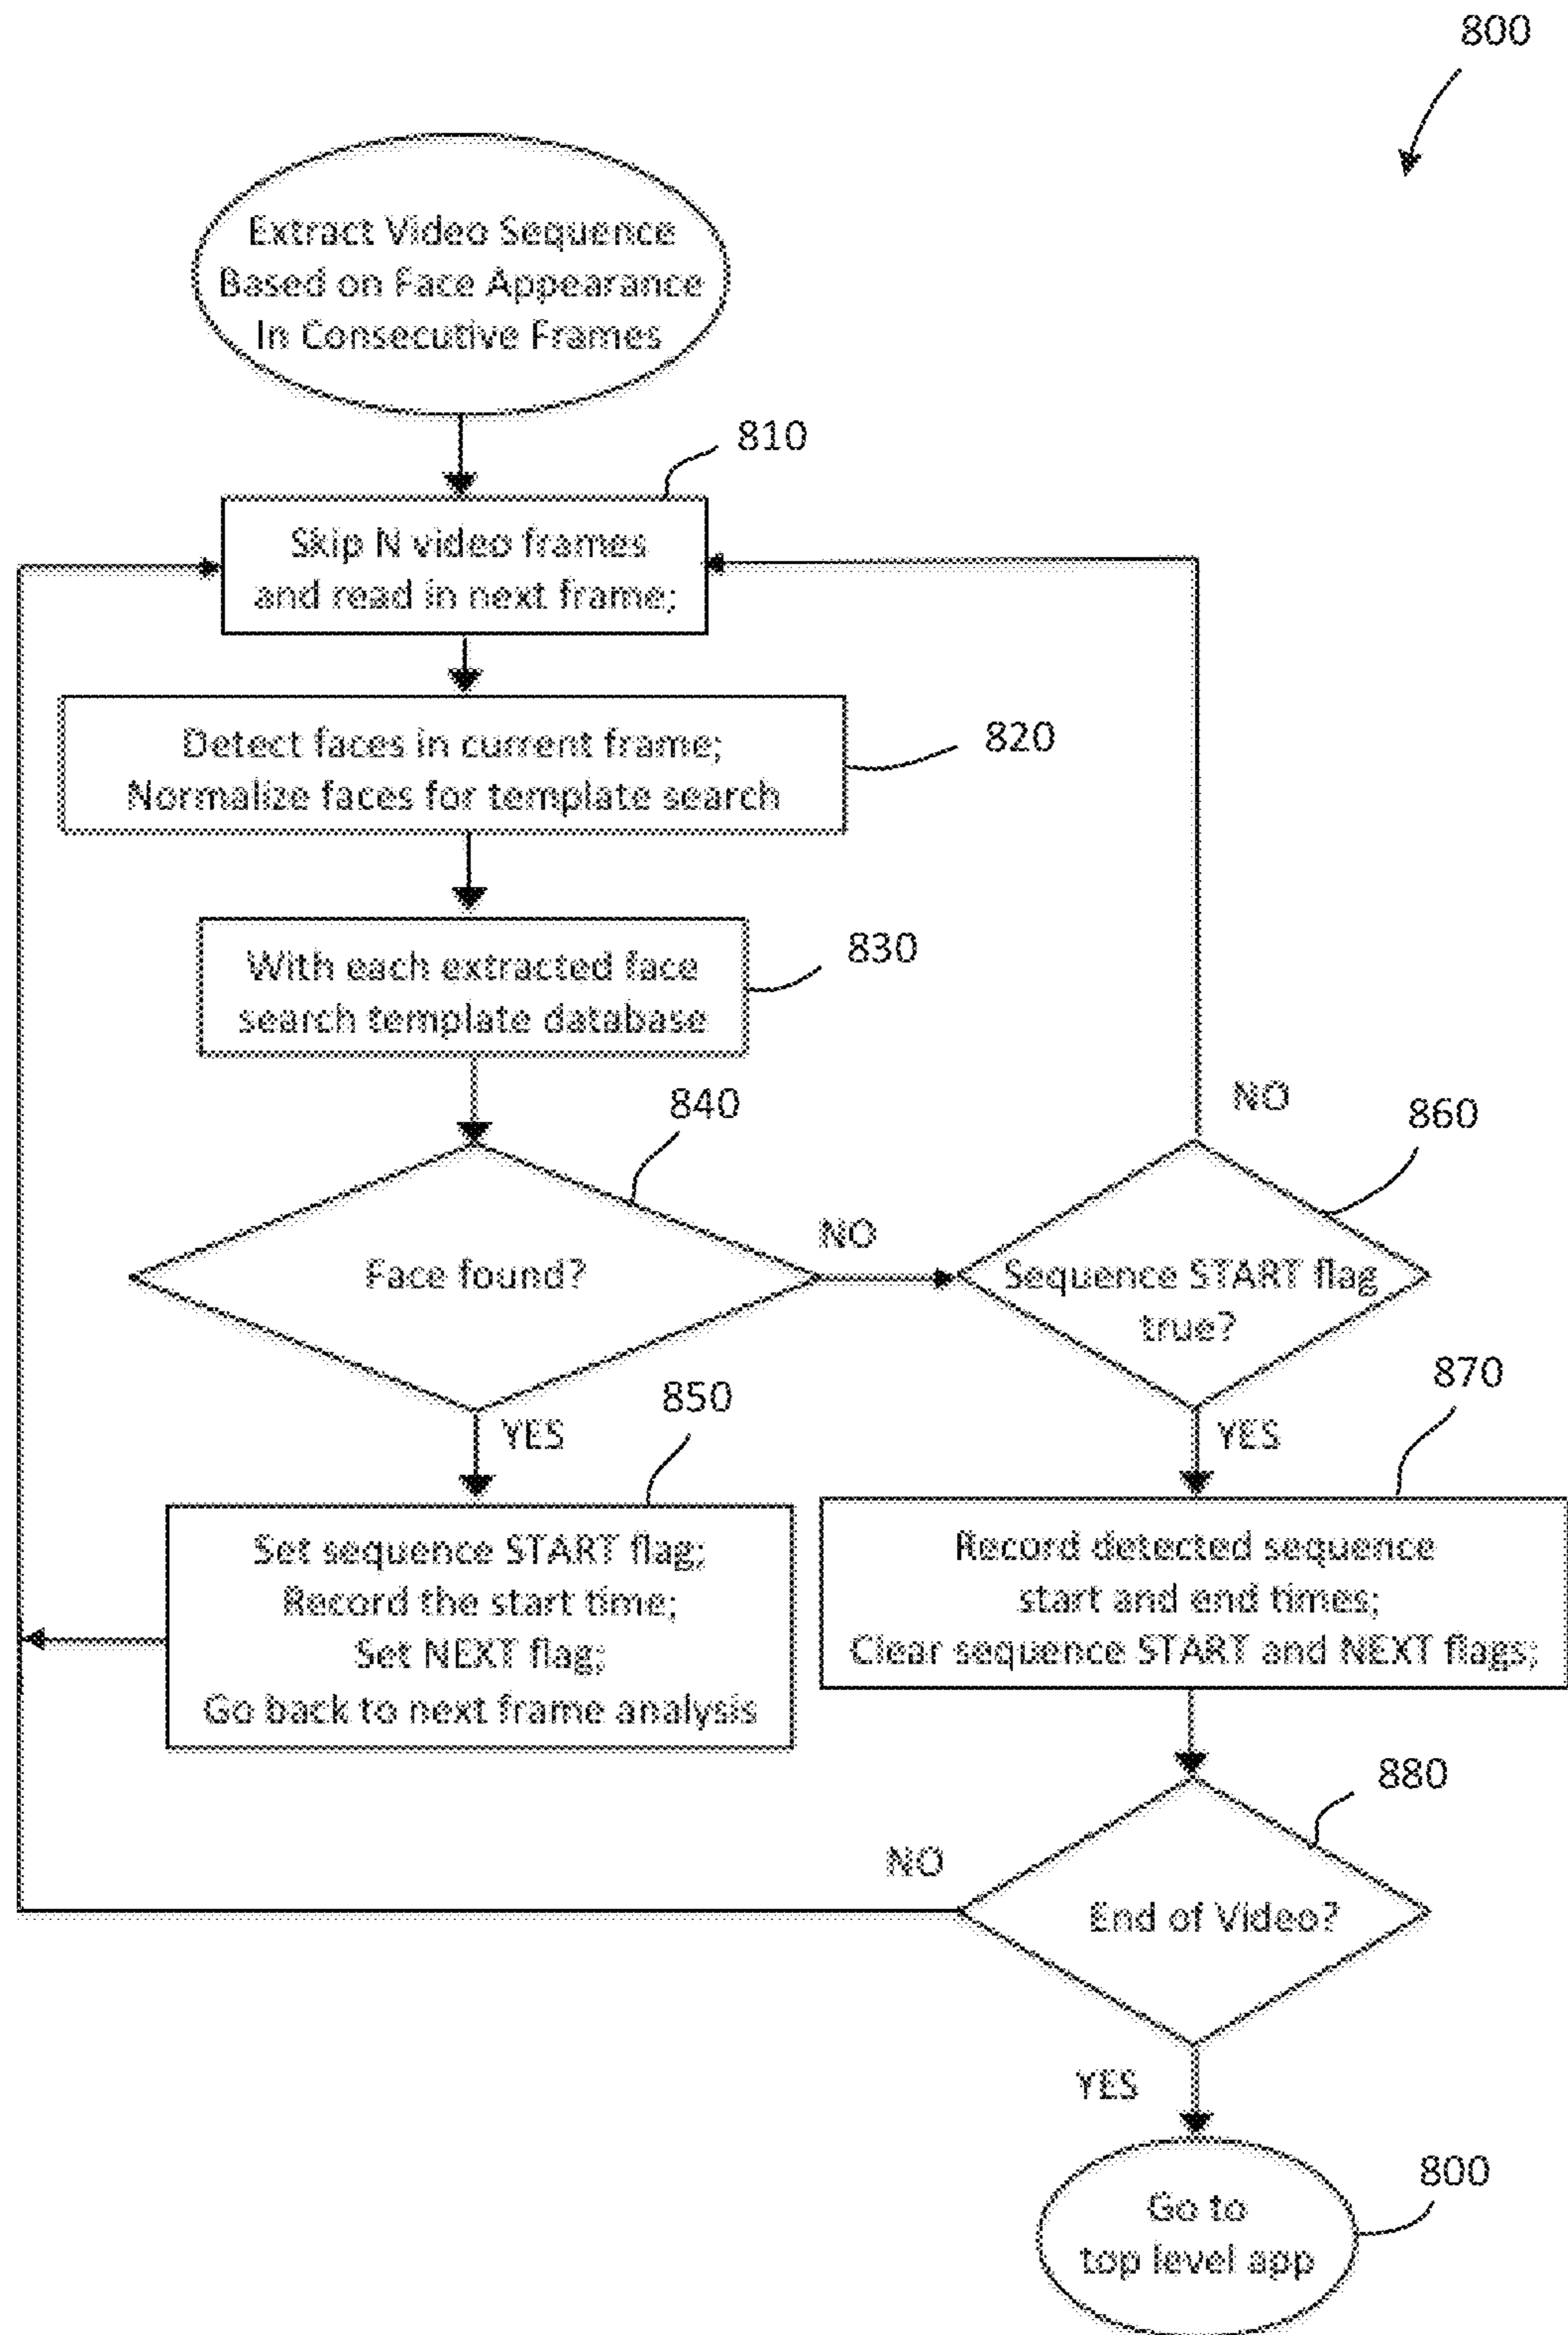 800
Extract Video Sequence
Based on Face Appearance
In Consecutive Frames
810
Skip N video frames
and read in next frame;
Detect faces in current frame;
Normalize faces for template search
820
With each extracted face
search template database
830
840
Face found?
NO
NO
860
Sequence START flag
true?
YES
850
Set sequence START flag;
Record the start time;
Set NEXT flag;
Go back to next frame analysis
YES
870
Record detected sequence
start and end times;
Clear sequence START and NEXT flags;
880
NO
End of Video?
YES
800
Go to
top level app